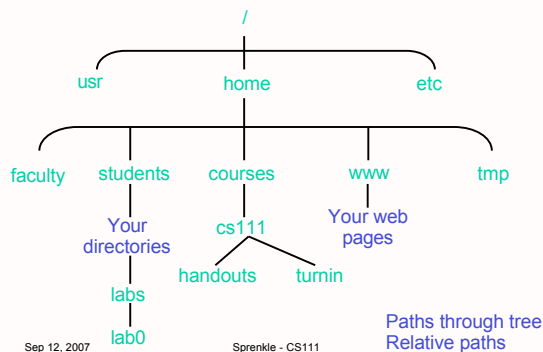 /
usr home etc
faculty students courses www tmp
Your
directories
cs111
Your web
pages
handouts turnin
labs
lab0
Paths through tree
Relative paths
Sep 12, 2007 Sprenkle - CS111